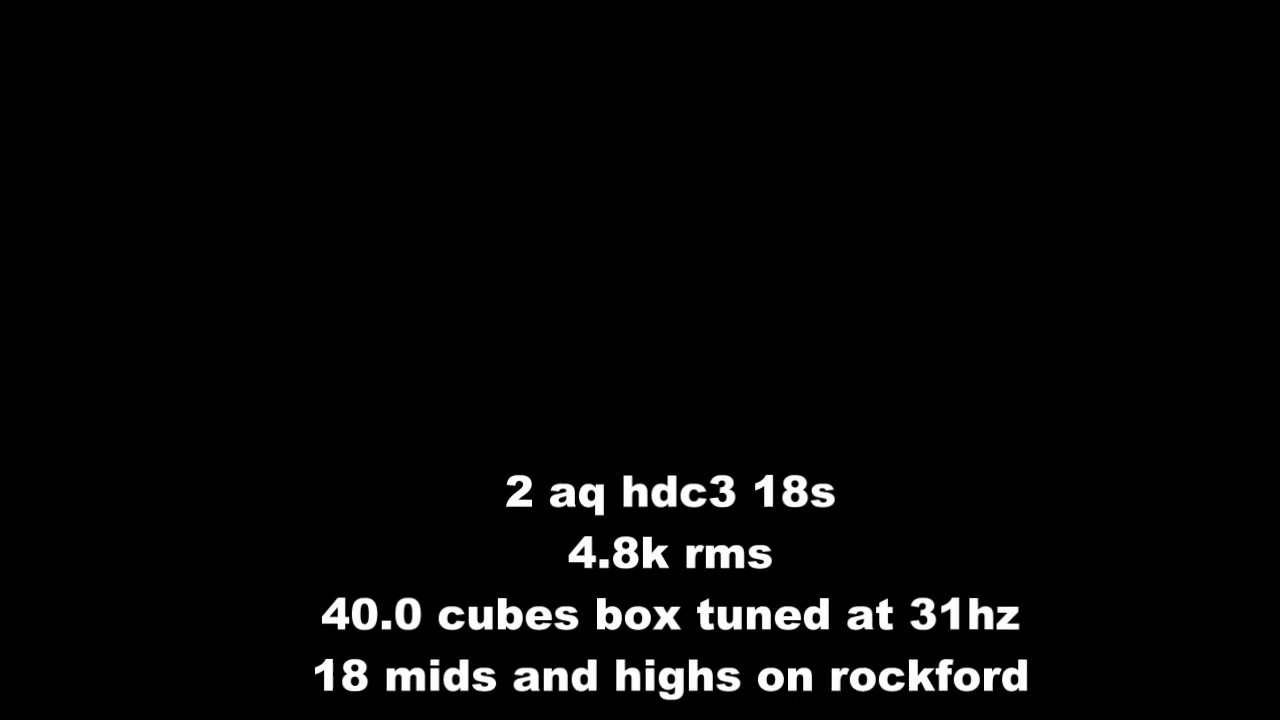 2 aq hdc3 18s
4.8k rms
40.0 cubes box tuned at 31hz
18 mids and highs on rockford